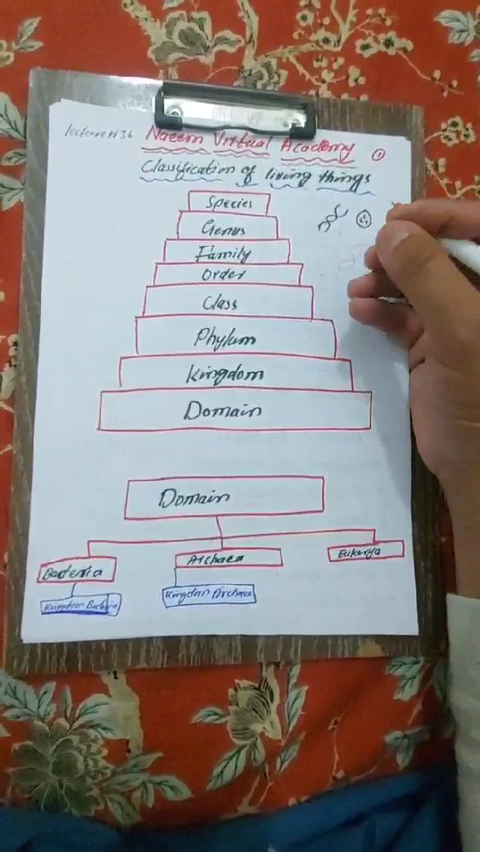 lecture #36 Naeem Virtual Academy 1
Classification of living things
Species
Genus
Family
Order
Class
Phylum
Kingdom
Domain
Domain
Bacteria
Archaea
Eukarya
Kingdom Bacteria
Kingdom Archaea